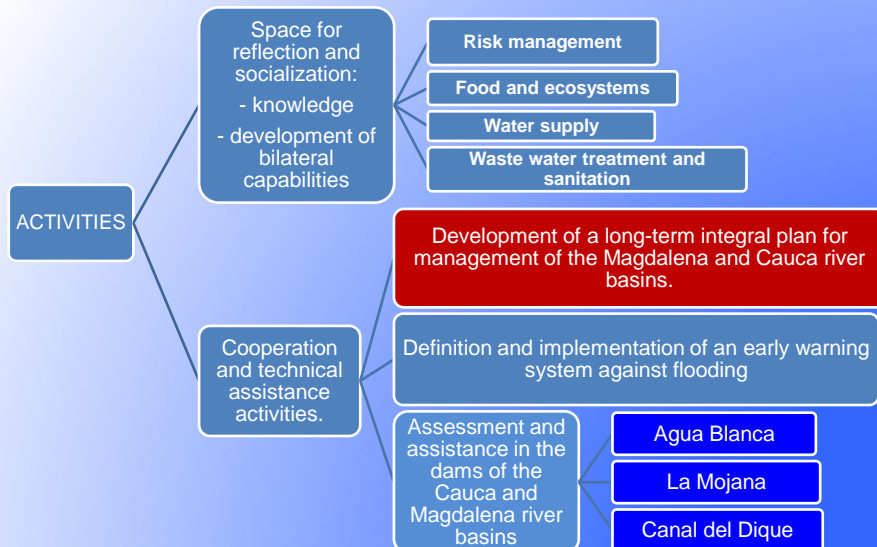 ACTIVITIES
Space for
reflection and
socialization:
- knowledge
- development of
bilateral
capabilities
Risk management
Food and ecosystems
Water supply
Waste water treatment and
sanitation
Cooperation
and technical
assistance
activities.
Development of a long-term integral plan for
management of the Magdalena and Cauca river
basins.
Definition and implementation of an early warning
system against flooding
Assessment and
assistance in the
dams of the
Cauca and
Magdalena river
basins
Agua Blanca
La Mojana
Canal del Dique